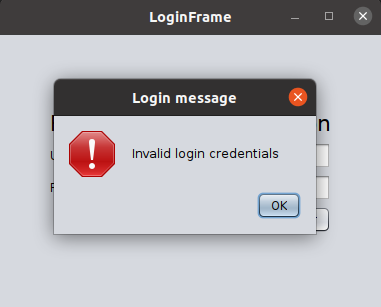 LoginFrame
Login message
Invalid login credentials
OK